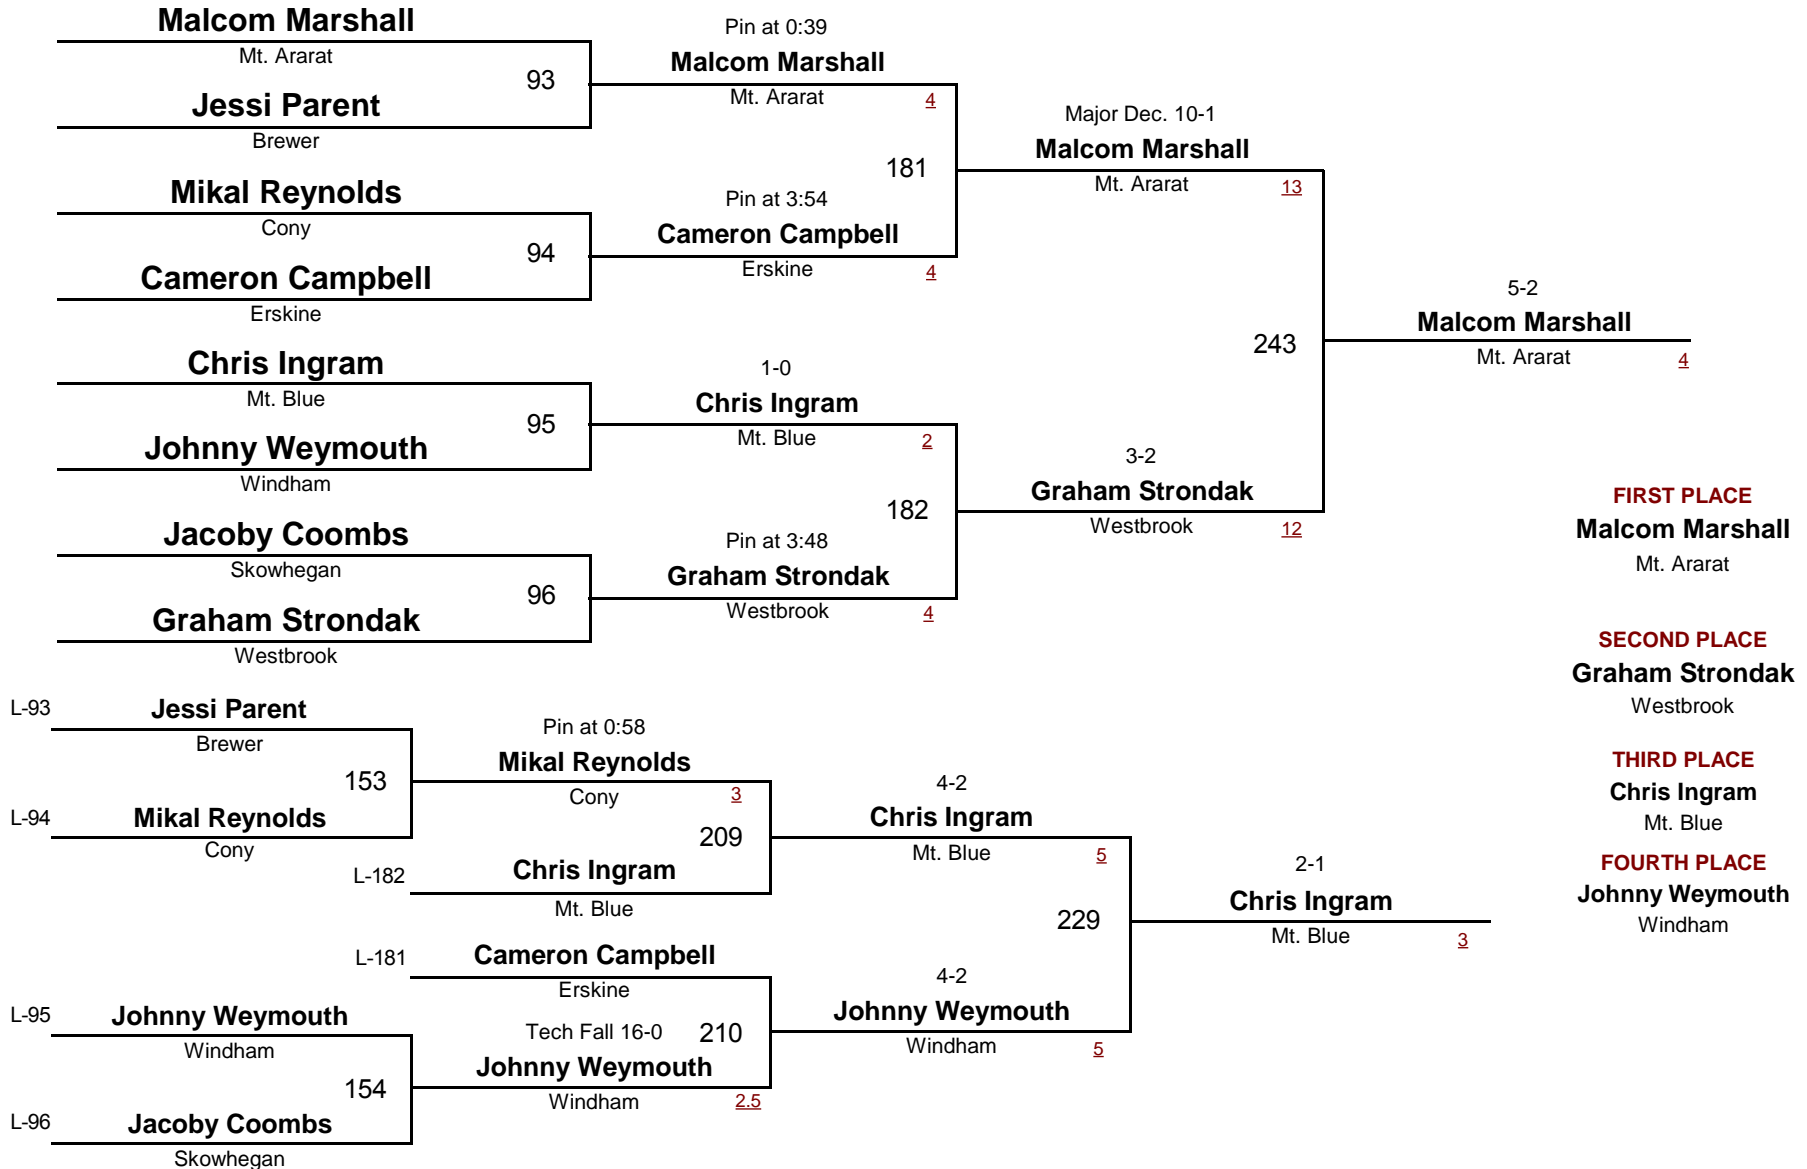 Malcom Marshall
Mt. Ararat
93
Jessi Parent
Brewer
Mikal Reynolds
Cony
94
Cameron Campbell
Erskine
Chris Ingram
Mt. Blue
95
Johnny Weymouth
Windham
Jacoby Coombs
Skowhegan
96
Graham Strondak
Westbrook
Pin at 0:39
Malcom Marshall
Mt. Ararat
4
181
Pin at 3:54
Cameron Campbell
Erskine
4
1-0
Chris Ingram
Mt. Blue
2
182
Pin at 3:48
Graham Strondak
Westbrook
4
Major Dec. 10-1
Malcom Marshall
Mt. Ararat
13
243
3-2
Graham Strondak
Westbrook
12
5-2
Malcom Marshall
Mt. Ararat
4
FIRST PLACE
Malcom Marshall
Mt. Ararat
SECOND PLACE
Graham Strondak
Westbrook
THIRD PLACE
Chris Ingram
Mt. Blue
FOURTH PLACE
Johnny Weymouth
Windham
L-93
Jessi Parent
Brewer
153
L-94
Mikal Reynolds
Cony
Pin at 0:58
Mikal Reynolds
Cony
3
209
L-182
Chris Ingram
Mt. Blue
L-181
Cameron Campbell
Erskine
L-95
Johnny Weymouth
Windham
154
L-96
Jacoby Coombs
Skowhegan
Tech Fall 16-0
210
Johnny Weymouth
Windham
2.5
4-2
Chris Ingram
Mt. Blue
5
229
4-2
Johnny Weymouth
Windham
5
2-1
Chris Ingram
Mt. Blue
3